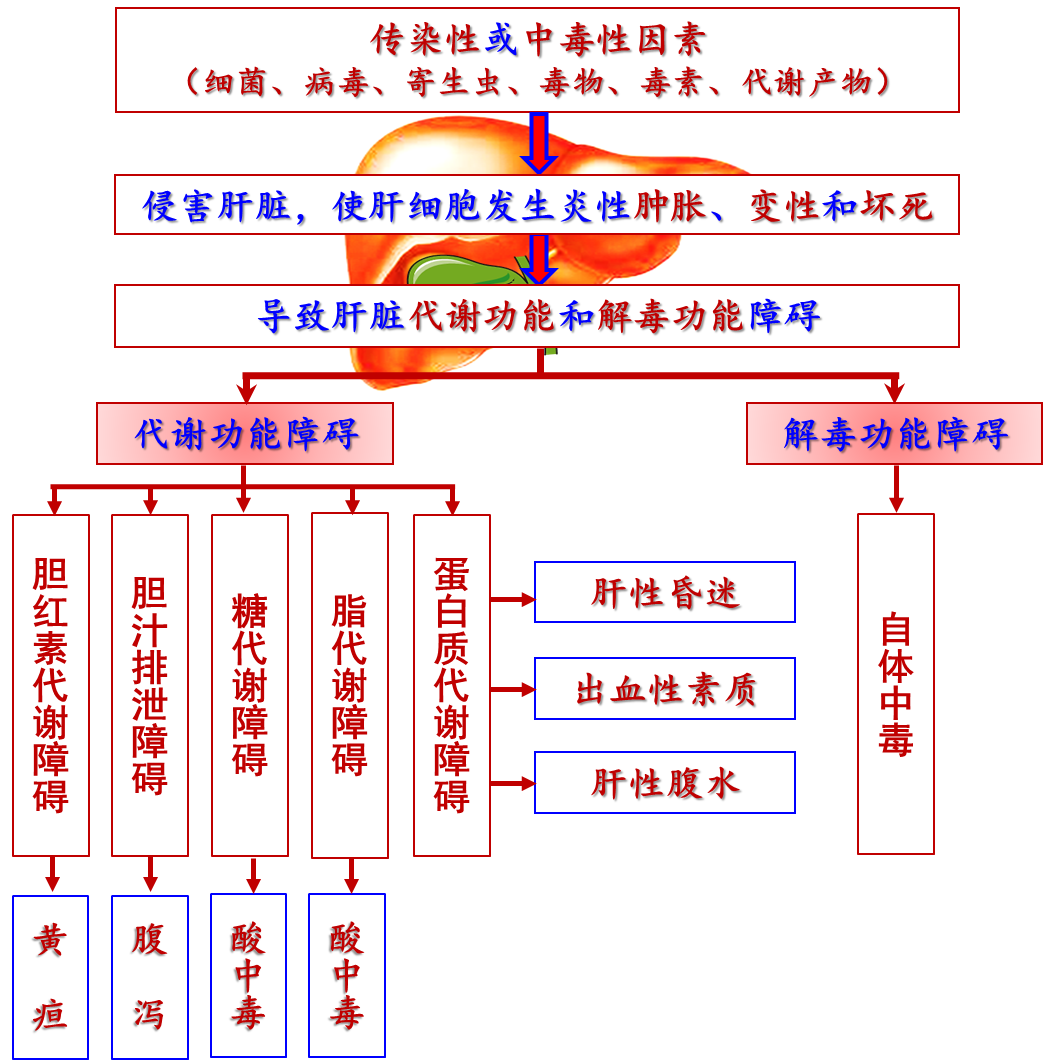 传染性或中毒性因素
（细菌、病毒、寄生虫、毒物、毒素、代谢产物）
侵害肝脏，使肝细胞发生炎性肿胀、变性和坏死
导致肝脏代谢功能和解毒功能障碍
代谢功能障碍
解毒功能障碍
胆红素代谢障碍
胆汁排泄障碍
糖代谢障碍
脂代谢障碍
蛋白质代谢障碍
肝性昏迷
出血性素质
肝性腹水
自体中毒
黄疸
腹泻
酸中毒
酸中毒